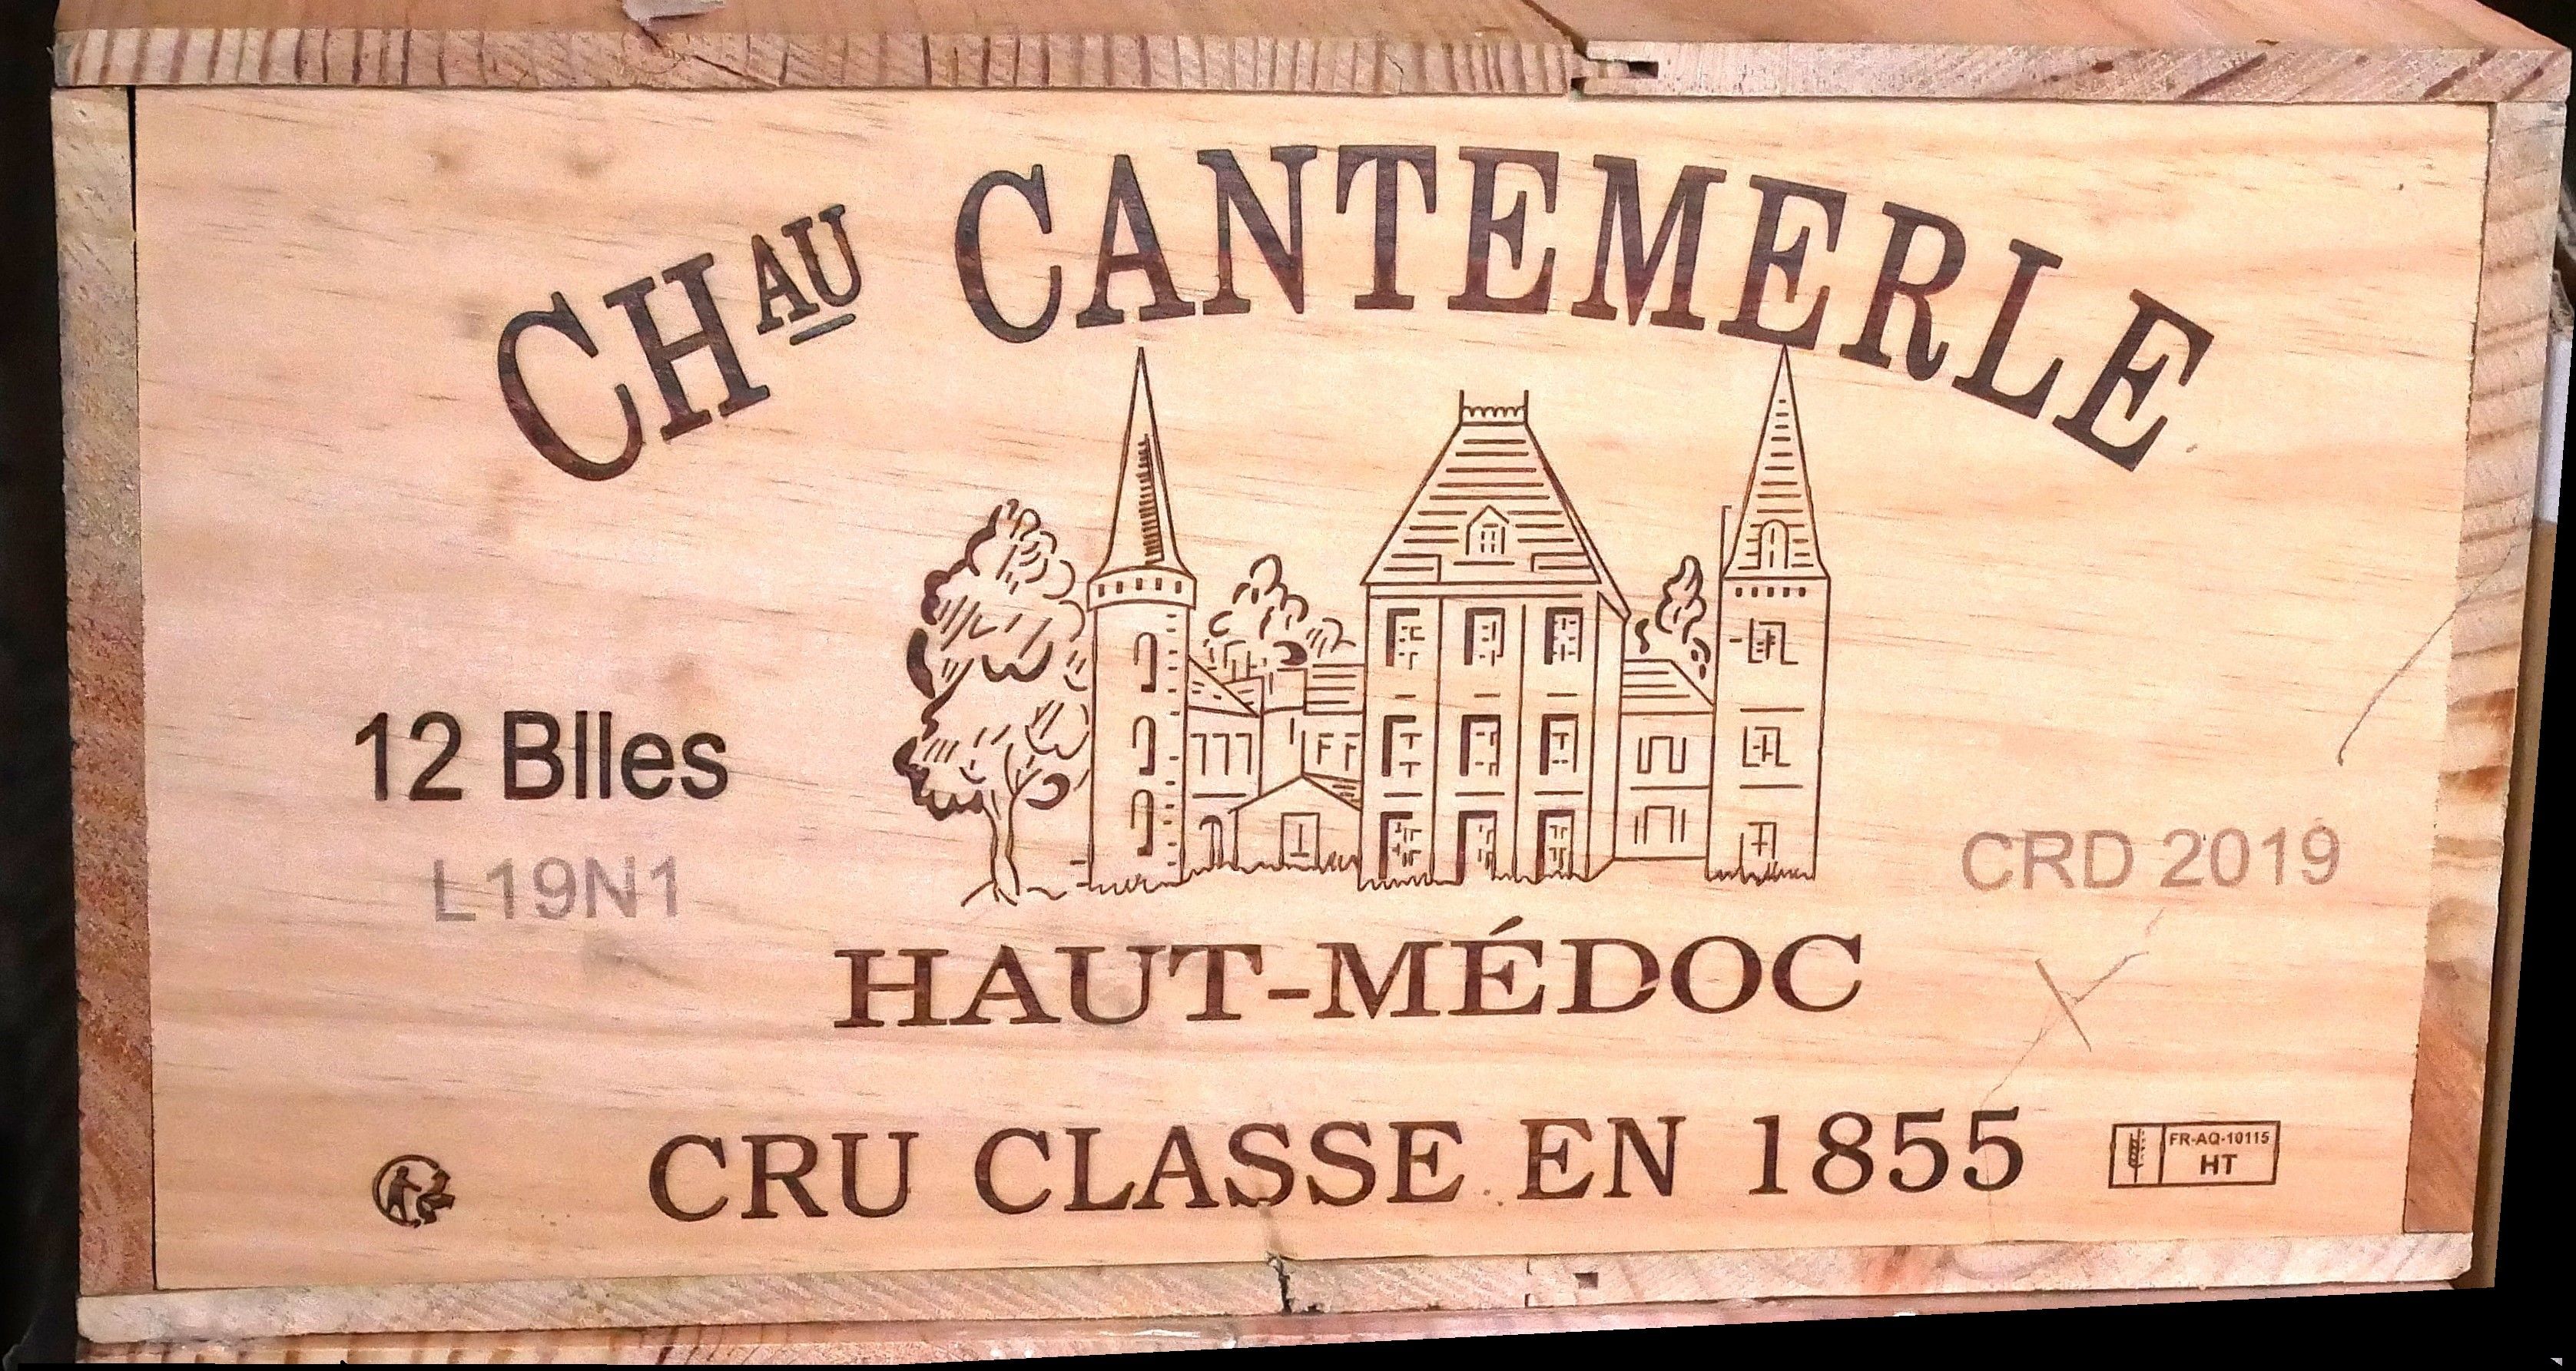 CHAU CANTEMERLE
12 Blles
L19N1
CRD 2019
HAUT-MÉDOC
CRU CLASSE EN 1855
FR-AQ-10115
HT